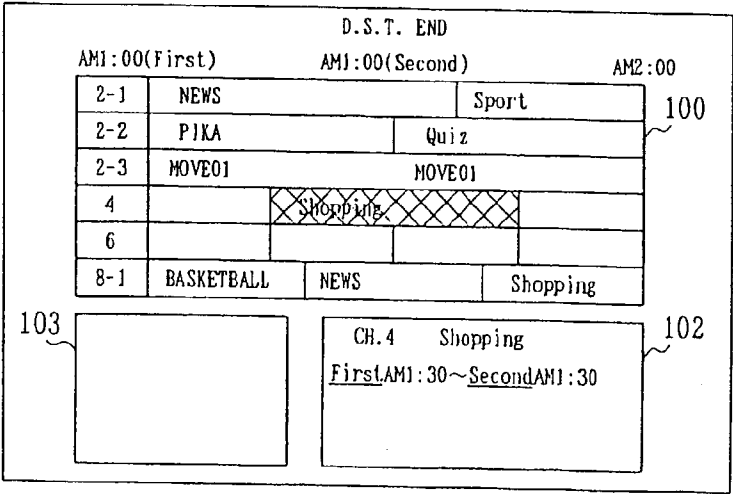 D.S.T. END
AM1:00(First) AM1:00(Second) AM2:00
2-1 NEWS Sport
100
2-2 PIKA Quiz
2-3 MOVE01 MOVE01
4 Shopping
6
8-1 BASKETBALL NEWS Shopping
103
102
CH.4 Shopping
FirstAM1:30~SecondAM1:30